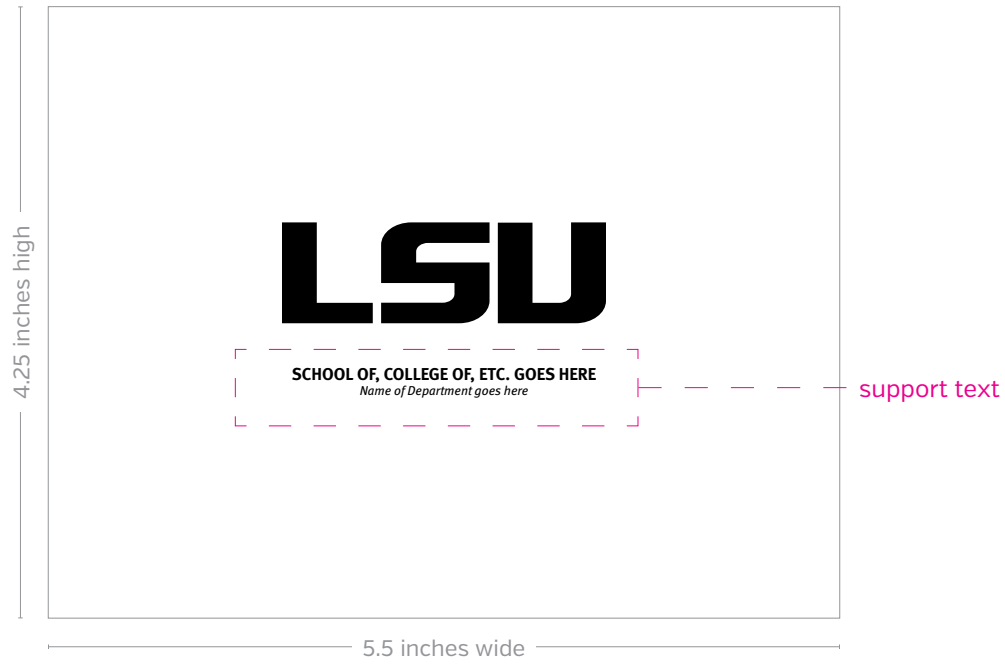 4.25 inches high
LSU
SCHOOL OF, COLLEGE OF, ETC. GOES HERE
Name of Department goes here
support text
5.5 inches wide